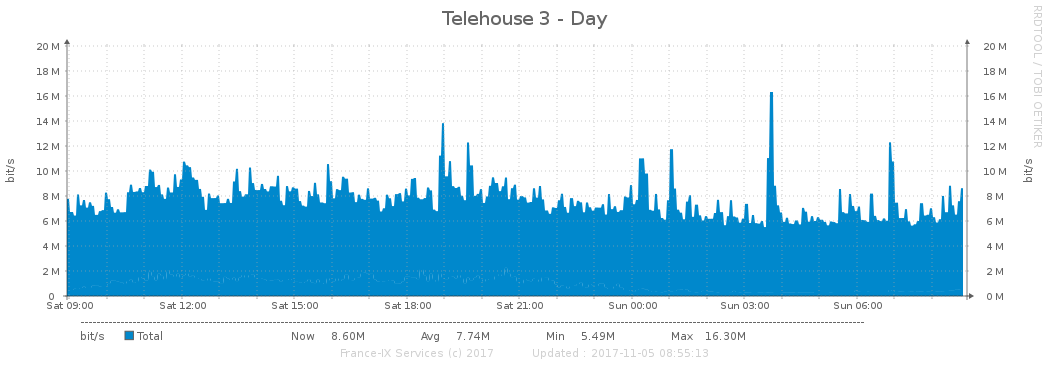 Telehouse 3 - Day
RRDTOOL / TOBI OETIKER
bit/s
20 M 20 M
18 M 18 M
16 M 16 M
14 M 14 M
12 M 12 M
10 M 10 M
8 M 8 M
6 M 6 M
4 M 4 M
2 M 2 M
0 0 M
bit/s
Sat 09:00 Sat 12:00 Sat 15:00 Sat 18:00 Sat 21:00 Sun 00:00 Sun 03:00 Sun 06:00
bit/s Total Now 8.60M Avg 7.74M Min 5.49M Max 16.30M
France-IX Services (c) 2017 Updated : 2017-11-05 08:55:13